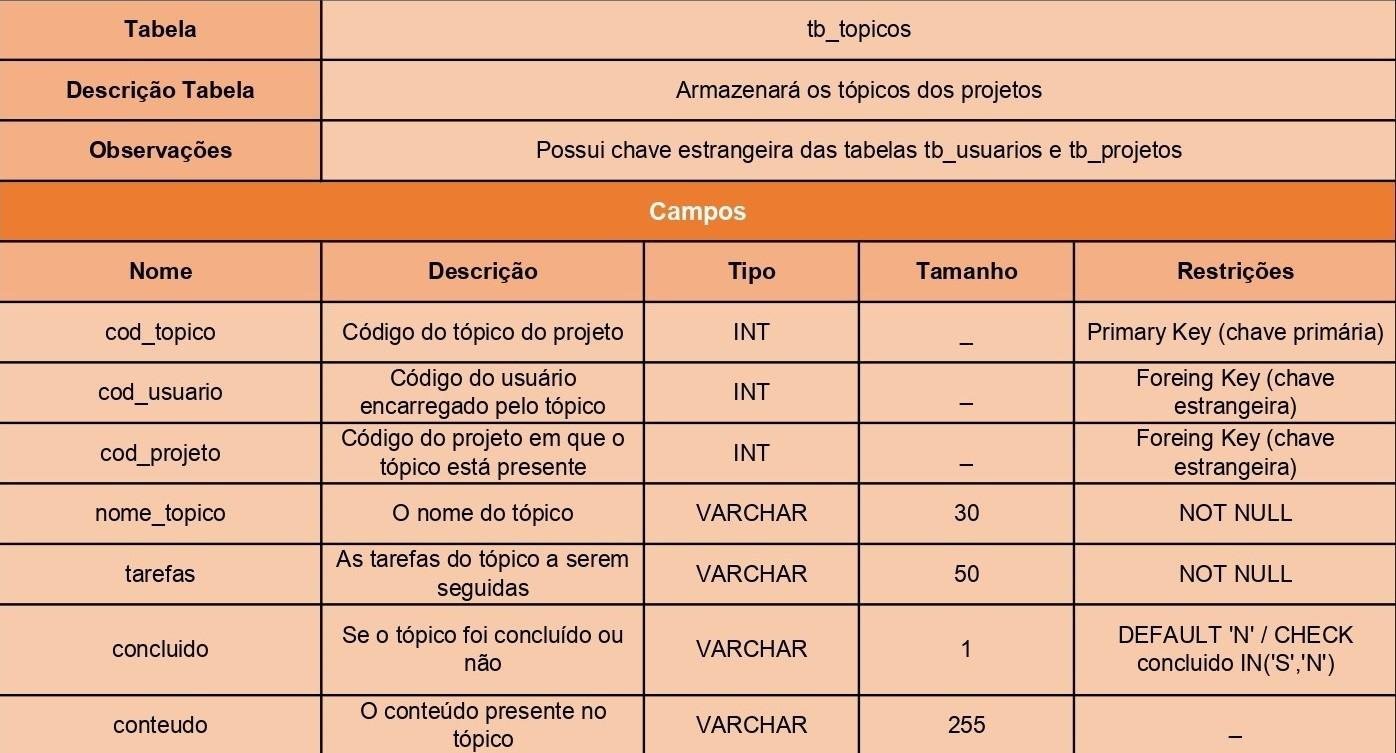 Tabela
tb_topicos
Descrição Tabela
Armazenará os tópicos dos projetos
Observações
Possui chave estrangeira das tabelas tb_usuarios e tb_projetos
Campos
Nome
Descrição
Tipo
Tamanho
Restrições
cod_topico
Código do tópico do projeto
INT
_
Primary Key (chave primária)
cod_usuario
Código do usuário
encarregado pelo tópico
INT
_
Foreing Key (chave
estrangeira)
cod_projeto
Código do projeto em que o
tópico está presente
INT
_
Foreing Key (chave
estrangeira)
nome_topico
O nome do tópico
VARCHAR
30
NOT NULL
tarefas
As tarefas do tópico a serem
seguidas
VARCHAR
50
NOT NULL
concluido
Se o tópico foi concluído ou
não
VARCHAR
1
DEFAULT 'N' / CHECK
concluido IN('S','N')
conteudo
O conteúdo presente no
tópico
VARCHAR
255
_